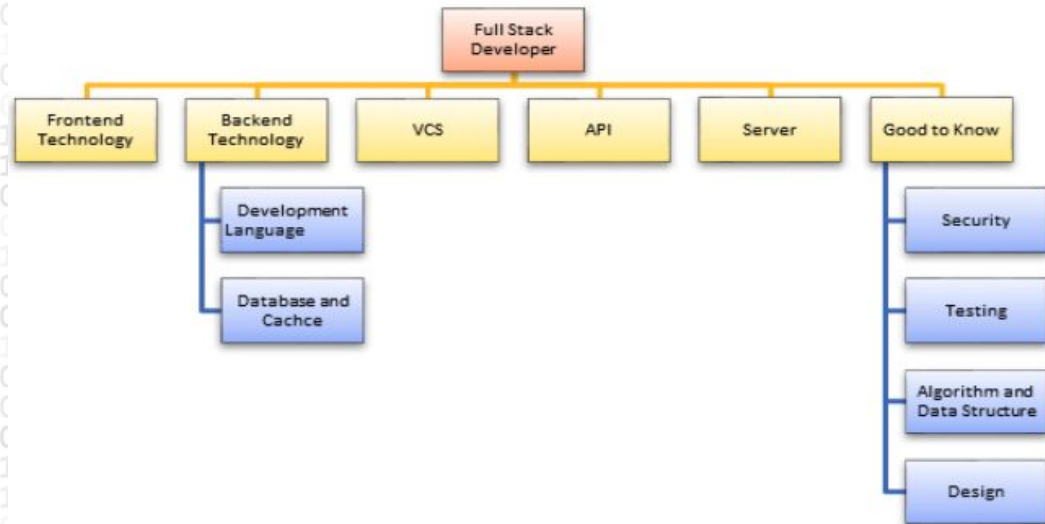 Full Stack
Developer
Frontend
Technology
Backend
Technology
VCS
API
Server
Good to Know
Development
Language
Database and
Cachce
Security
Testing
Algorithm and
Data Structure
Design